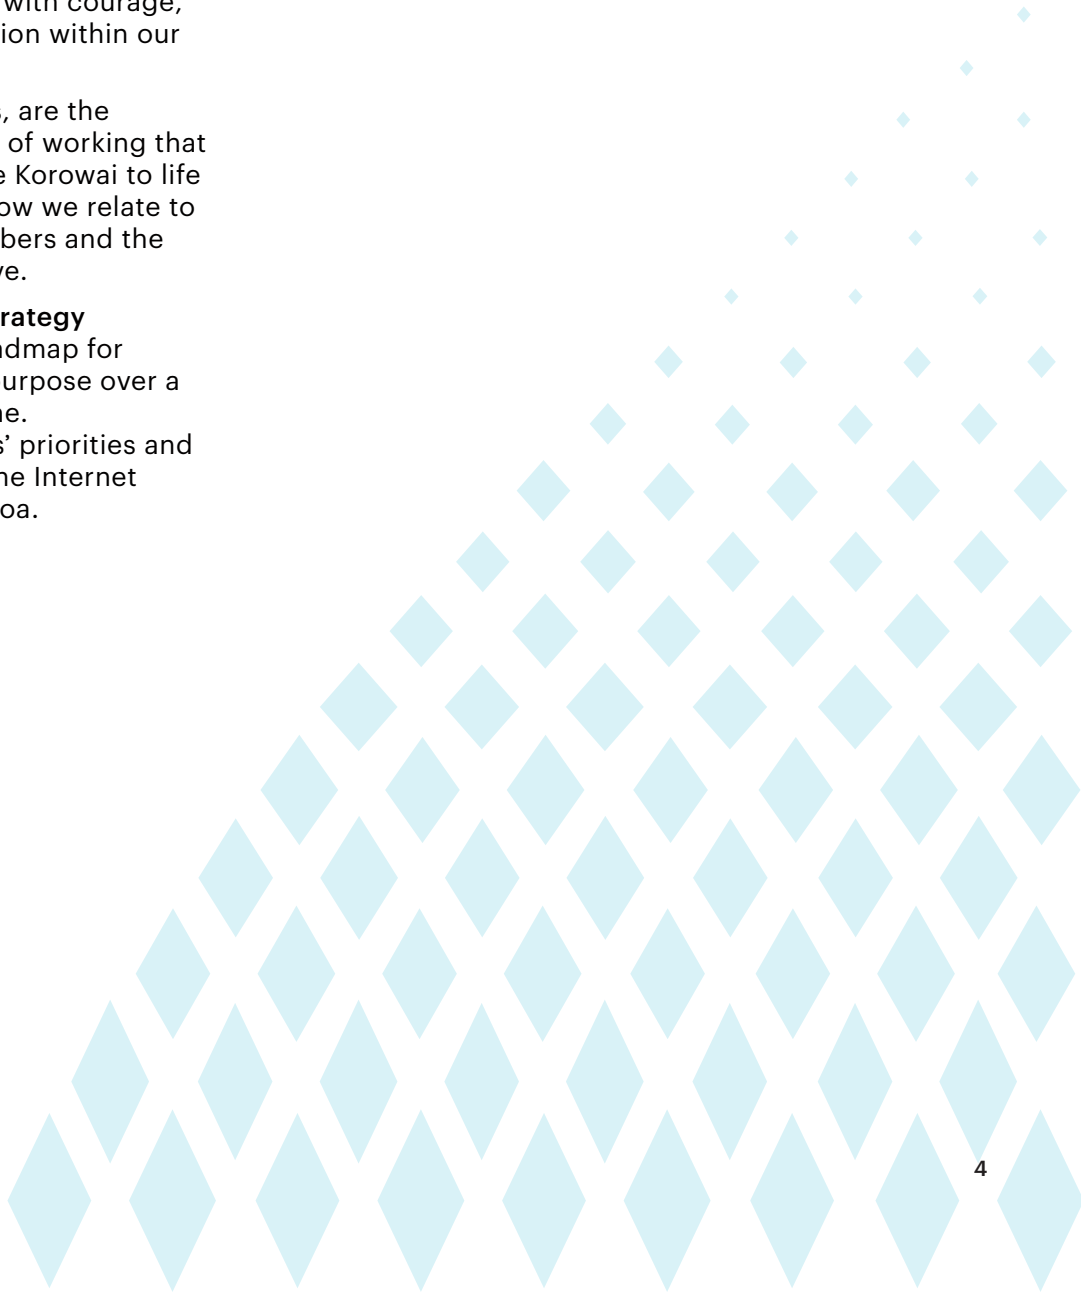 with courage,
ion within our
, are the
of working that
Korowai to life
ow we relate to
bers and the
ve.
rategy
admap for
urpose over a
ne.
s’ priorities and
he Internet
oa.
4